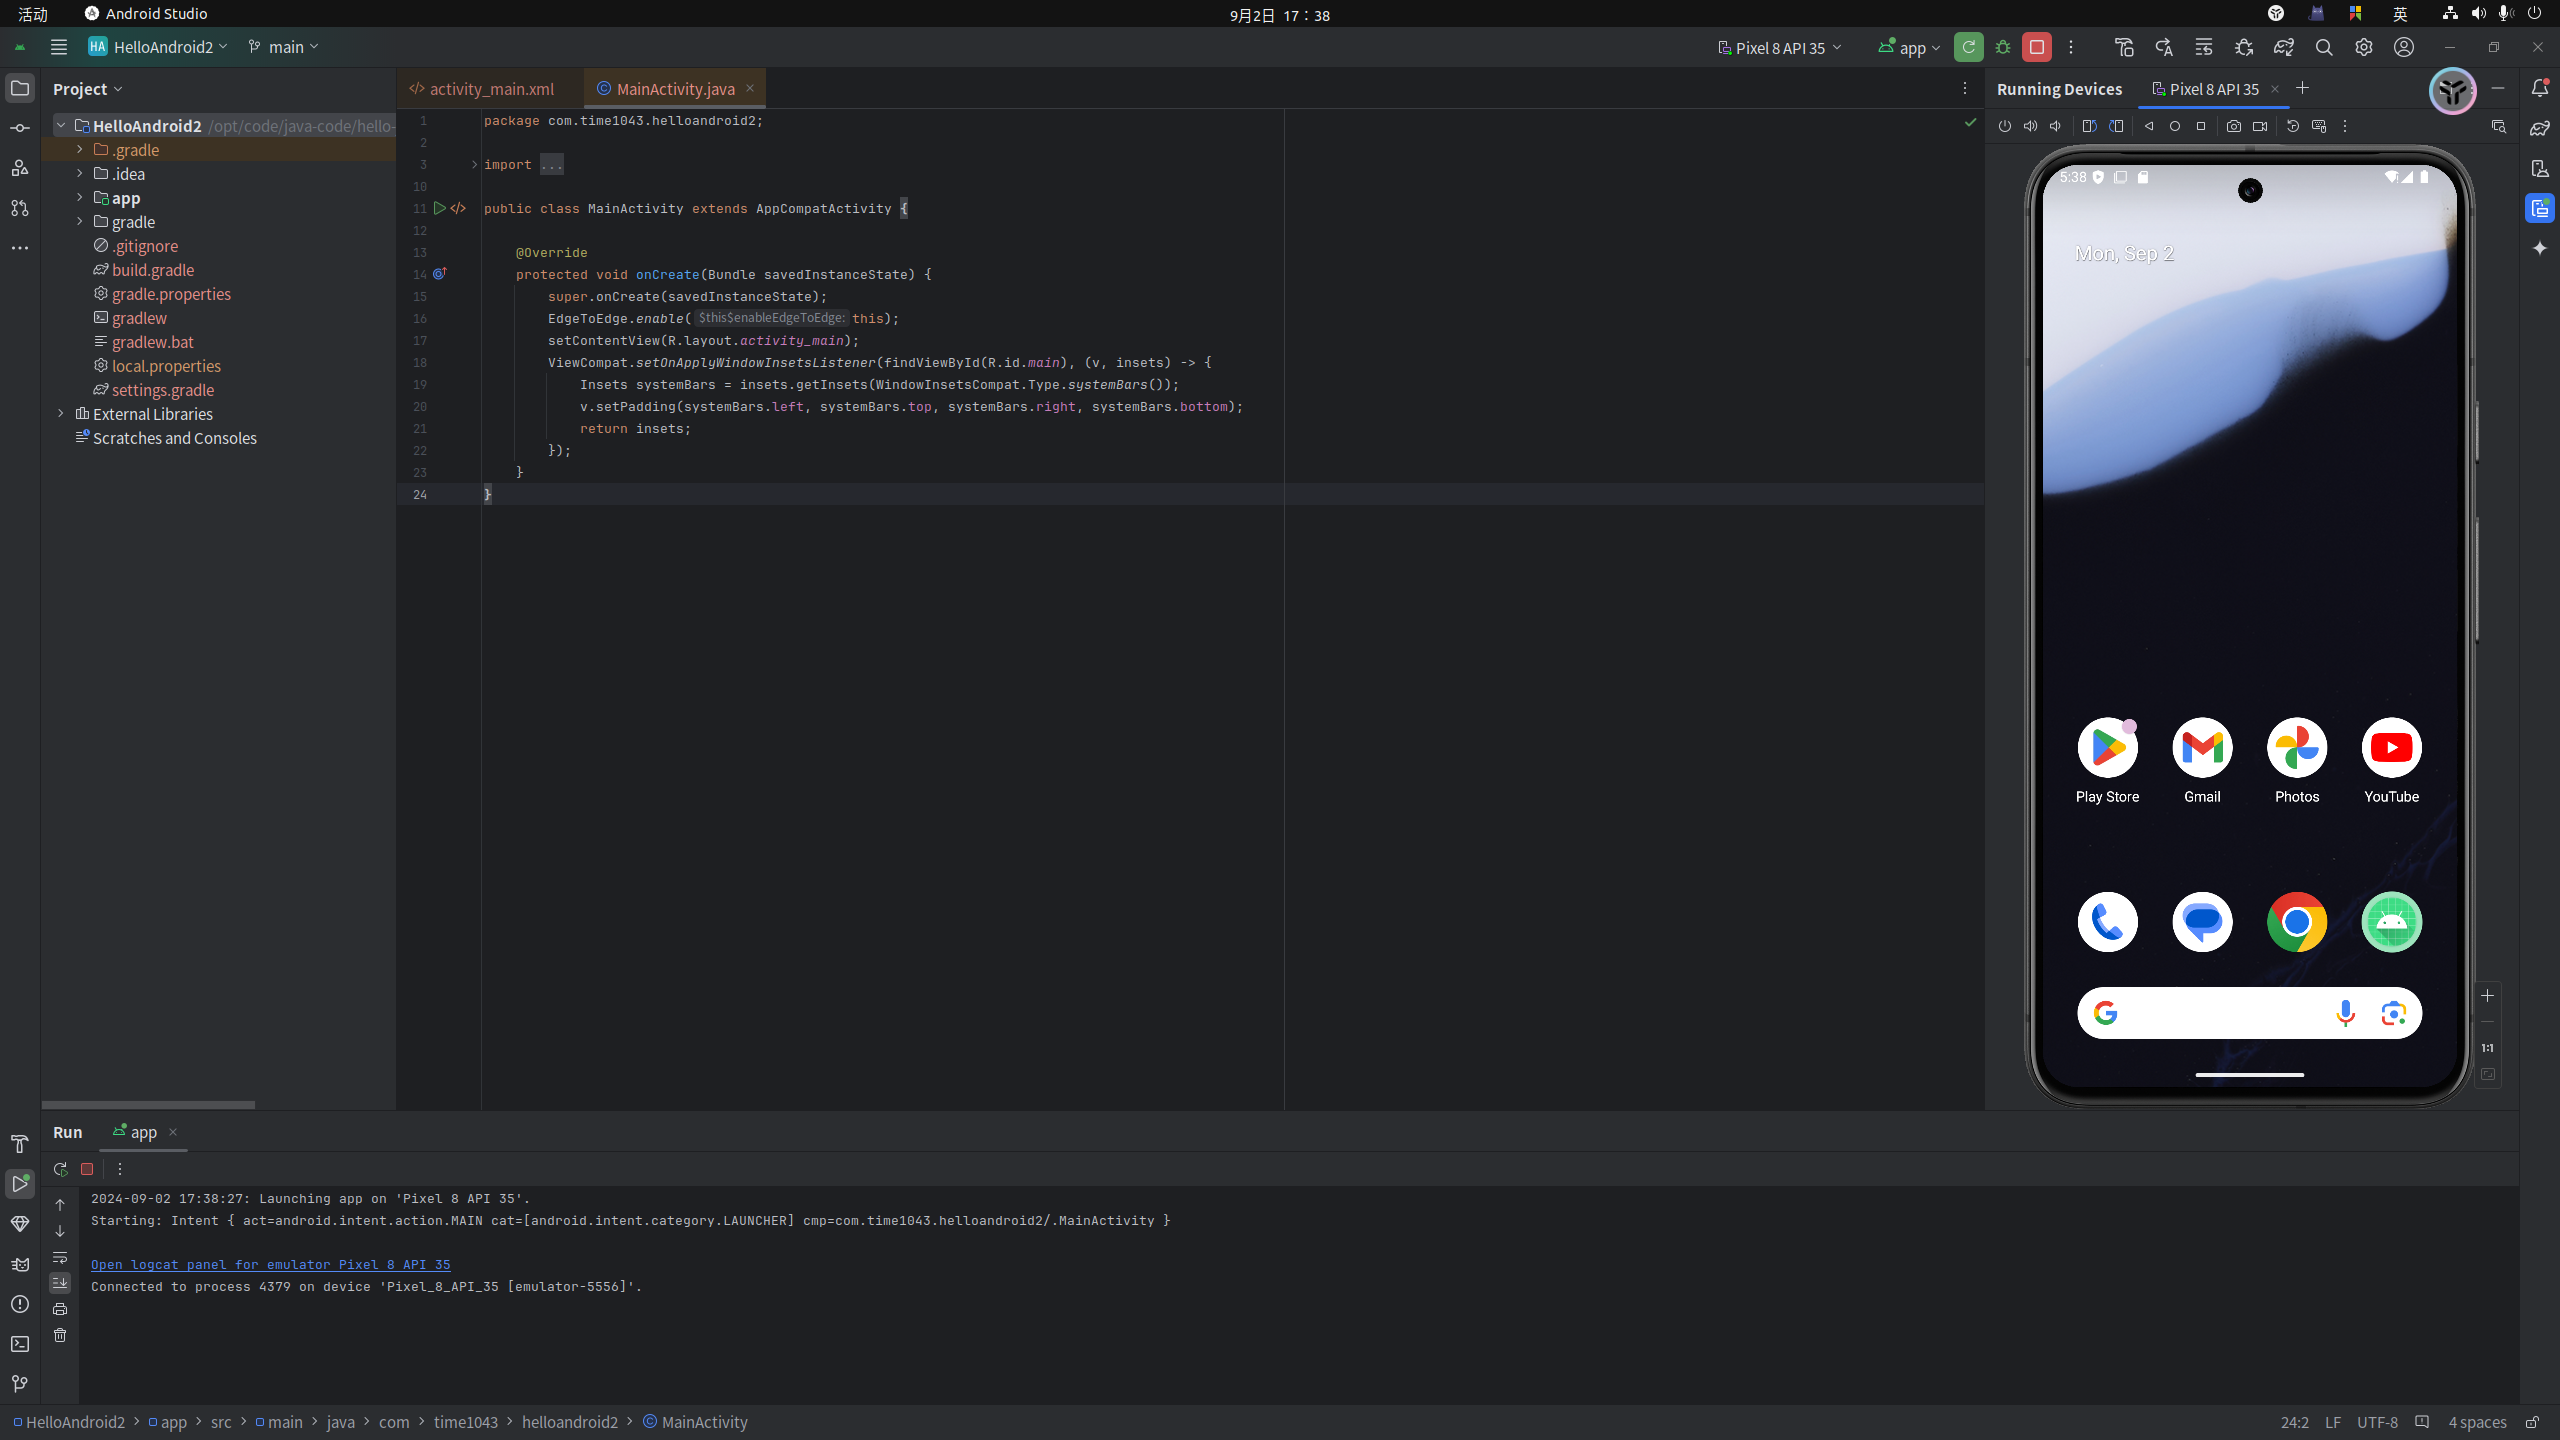 活动
Android Studio
9月2日 17：38
英
HA HelloAndroid2
main
Pixel 8 API 35
app
Project
activity_main.xml
MainActivity.java
Running Devices
Pixel 8 API 35
HelloAndroid2 /opt/code/java-code/hello-
.gradle
.idea
app
gradle
.gitignore
build.gradle
gradle.properties
gradlew
gradlew.bat
local.properties
settings.gradle
External Libraries
Scratches and Consoles
1 package com.time1043.helloandroid2;
2
3 import ...
10
11 public class MainActivity extends AppCompatActivity {
12
13 @Override
14 protected void onCreate(Bundle savedInstanceState) {
15 super.onCreate(savedInstanceState);
16 EdgeToEdge.enable( $this$enableEdgeToEdge: this);
17 setContentView(R.layout.activity_main);
18 ViewCompat.setOnApplyWindowInsetsListener(findViewById(R.id.main), (v, insets) -> {
19 Insets systemBars = insets.getInsets(WindowInsetsCompat.Type.systemBars());
20 v.setPadding(systemBars.left, systemBars.top, systemBars.right, systemBars.bottom);
21 return insets;
22 });
23 }
24 }
5:38
Mon, Sep 2
Play Store
Gmail
Photos
YouTube
1:1
Run
app
2024-09-02 17:38:27: Launching app on 'Pixel 8 API 35'.
Starting: Intent { act=android.intent.action.MAIN cat=[android.intent.category.LAUNCHER] cmp=com.time1043.helloandroid2/.MainActivity }
Open logcat panel for emulator Pixel 8 API 35
Connected to process 4379 on device 'Pixel_8_API_35 [emulator-5556]'.
HelloAndroid2 > app > src > main > java > com > time1043 > helloandroid2 > MainActivity
24:2
LF
UTF-8
4 spaces